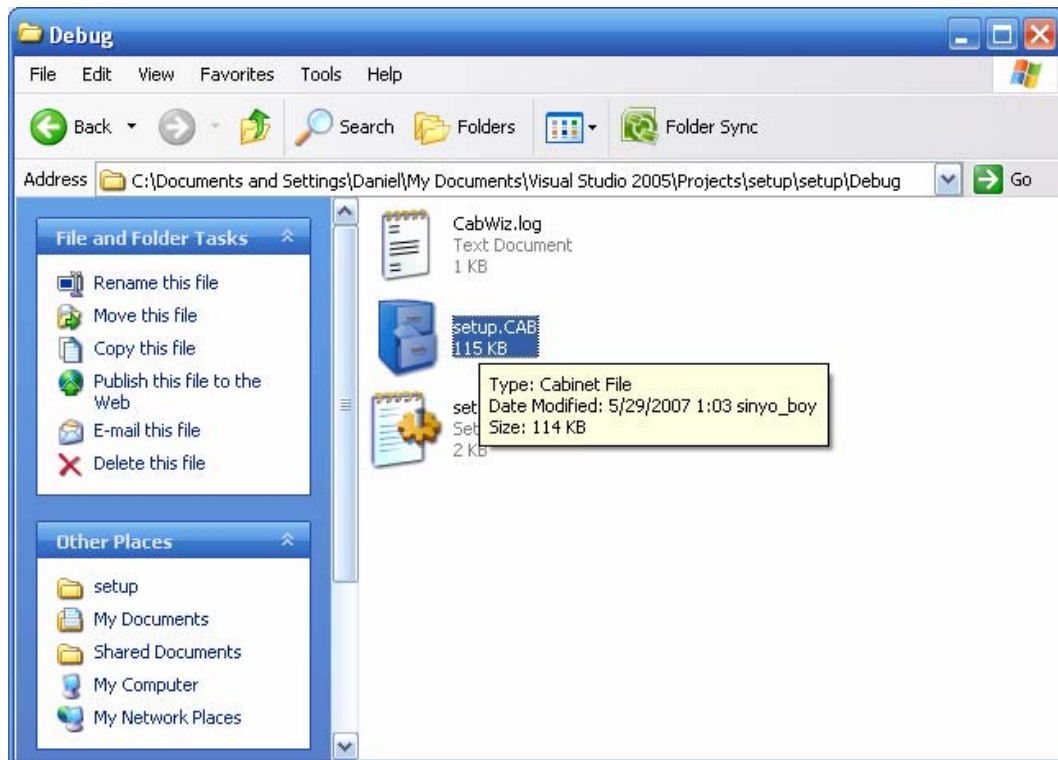 Debug
File Edit View Favorites Tools Help
Back Search Folders Folder Sync
Address C:\Documents and Settings\Daniel\My Documents\Visual Studio 2005\Projects\setup\setup\Debug Go
File and Folder Tasks
Rename this file
Move this file
Copy this file
Publish this file to the
Web
E-mail this file
Delete this file
Other Places
setup
My Documents
Shared Documents
My Computer
My Network Places
CabWiz.log
Text Document
1 KB
setup.CAB
115 KB
Type: Cabinet File
Date Modified: 5/29/2007 1:03 sinyo_boy
Size: 114 KB
set
Set
2 KB